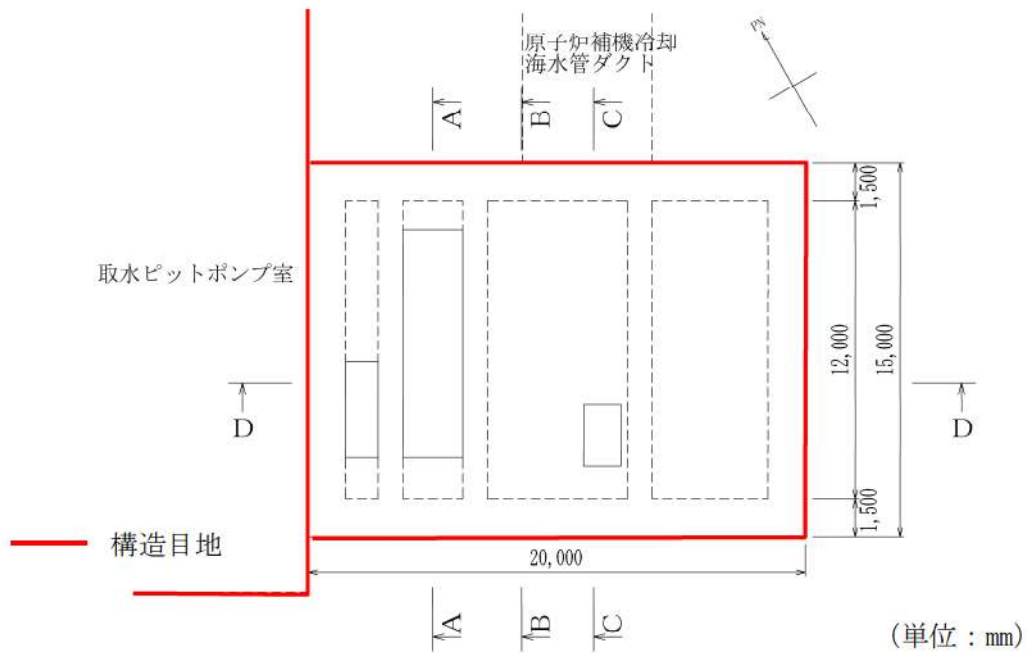 原子炉補機冷却
海水管ダクト
PN
A
B
C
1,500
取水ピットポンプ室
12,000
15,000
D
D
1,500
構造目地
20,000
A
B
C
(単位：mm)